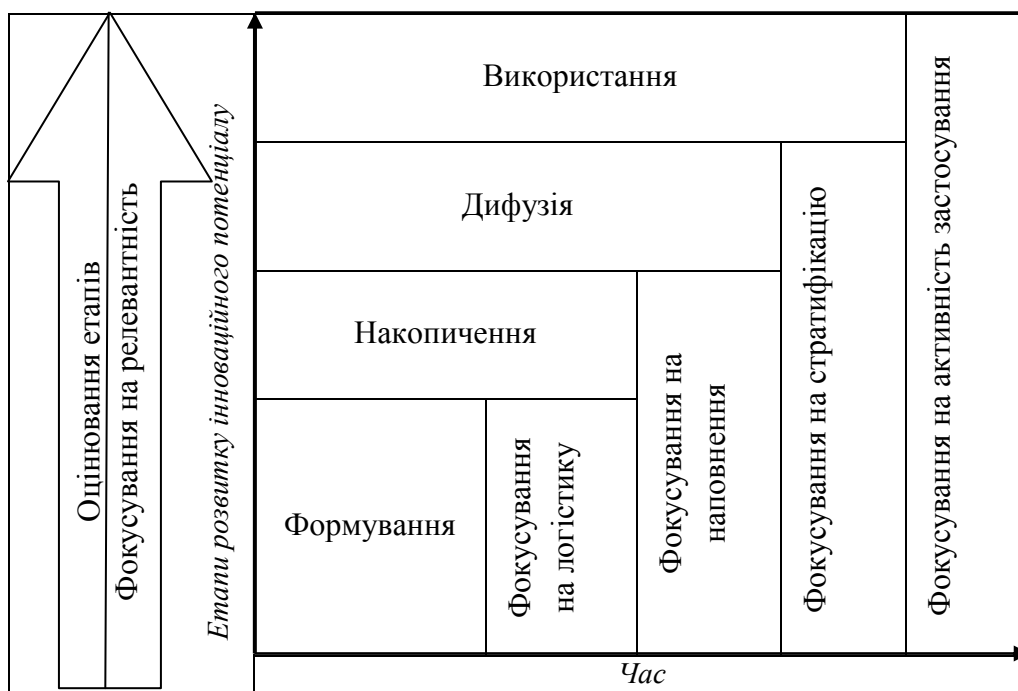 Оцінювання етапів
Фокусування на релевантність
Етапи розвитку інноваційного потенціалу
Використання
Дифузія
Накопичення
Формування
Фокусування
на логістику
Фокусування на
наповнення
Фокусування на стратифікацію
Фокусування на активність застосування
Час